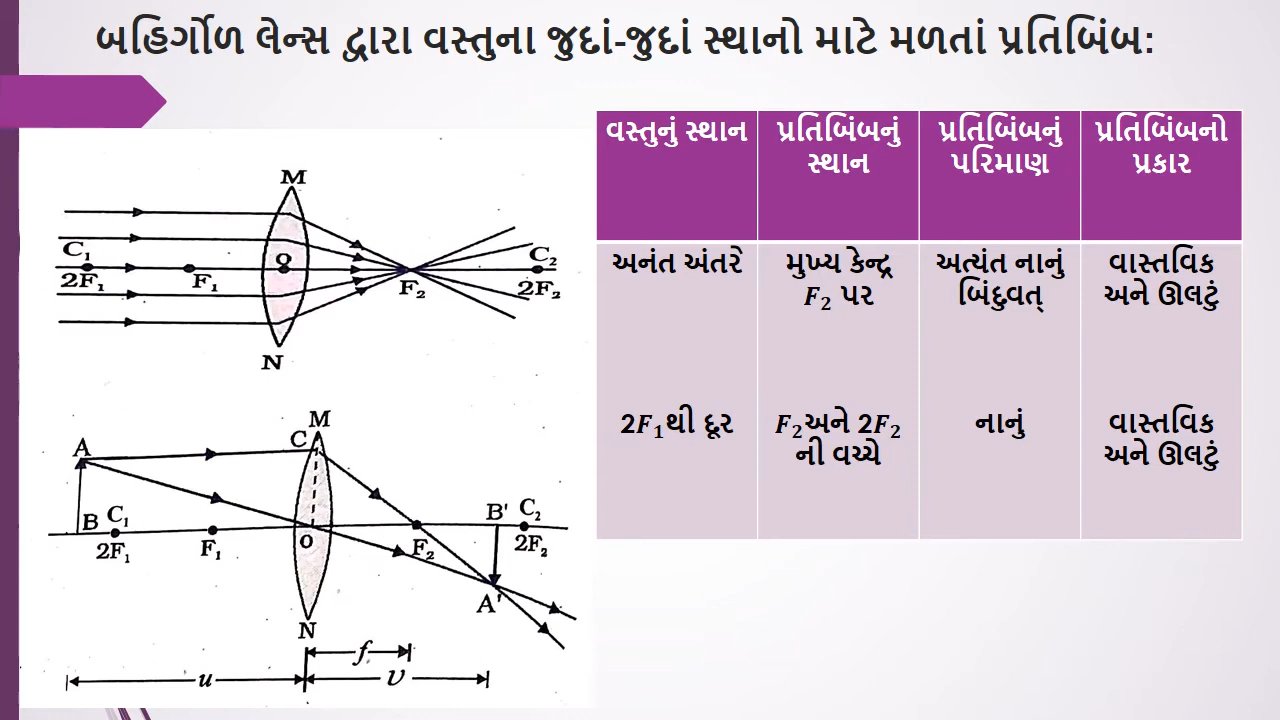 બહિર્ગોળ લેન્સ દ્વારા વસ્તુના જુદાં-જુદાં સ્થાનો માટે મળતાં પ્રતિબિંબ:
વસ્તુનું સ્થાન
પ્રતિબિંબનું
સ્થાન
પ્રતિબિંબનું
પરિમાણ
પ્રતિબિંબનો
પ્રકાર
અનંત અંતરે
મુખ્ય કેન્દ્ર
F₂ પર
અત્યંત નાનું
બિંદુવત્
વાસ્તવિક
અને ઊલટું
2F₁થી દૂર
F₂અને 2F₂
ની વચ્ચે
નાનું
વાસ્તવિક
અને ઊલટું
M
C₁
O
C₂
2F₁
F₁
F₂
2F₂
N
M
A
C
B
C₁
B'
C₂
2F₁
F₁
O
F₂
2F₂
A'
N
f
u
υ